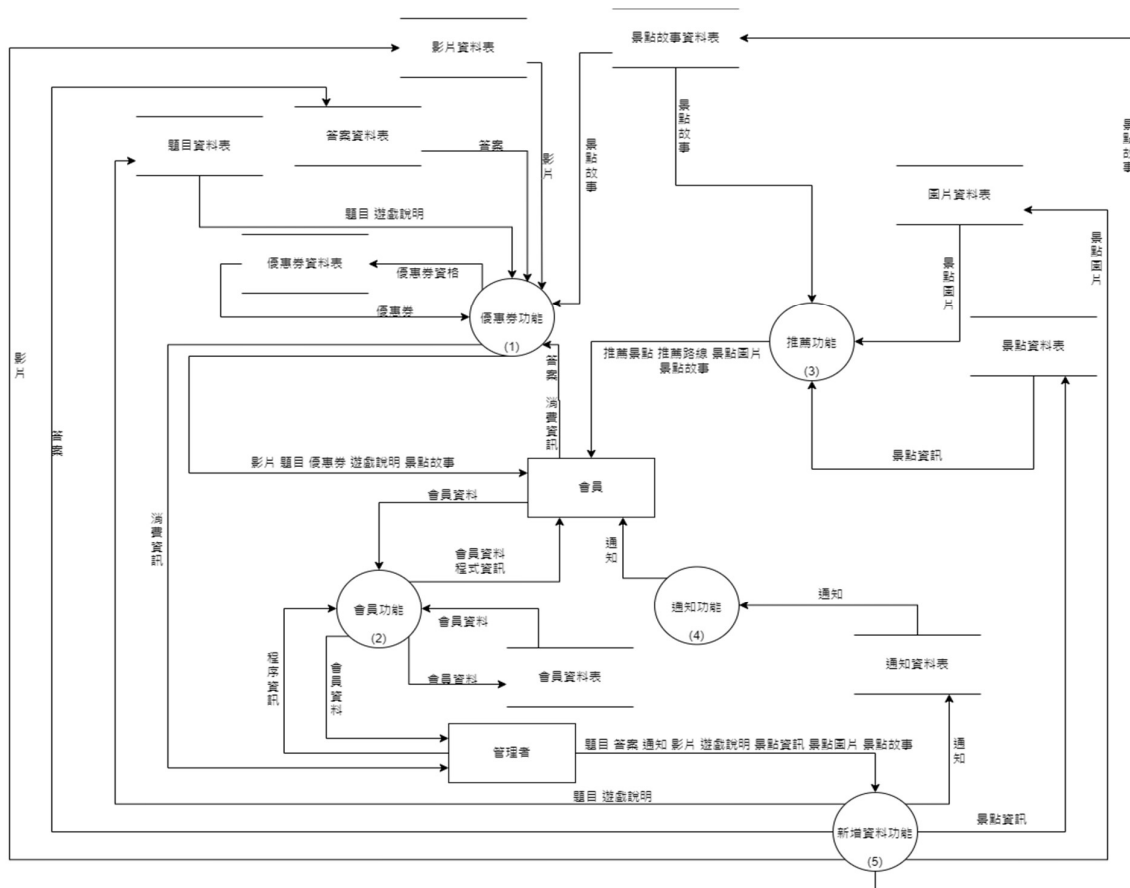 影片資料表
景點故事資料表
答案資料表
題目資料表
答案
影片
景點故事
景點故事
景點故事
圖片資料表
題目 遊戲說明
優惠券資料表
優惠券資格
優惠券
優惠券功能
(1)
景點圖片
景點圖片
推薦功能
(3)
景點資料表
推薦景點 推薦路線 景點圖片
景點故事
影片
答案
答案 消費資訊
景點資訊
影片 題目 優惠券 遊戲說明 景點故事
會員
會員資料
消費資訊
通知
會員資料
程式資訊
會員功能
(2)
通知功能
(4)
通知
會員資料
程序資訊
會員資料
會員資料
會員資料表
通知資料表
管理者
題目 答案 通知 影片 遊戲說明 景點資訊 景點圖片 景點故事
通知
題目 遊戲說明
新增資料功能
(5)
景點資訊